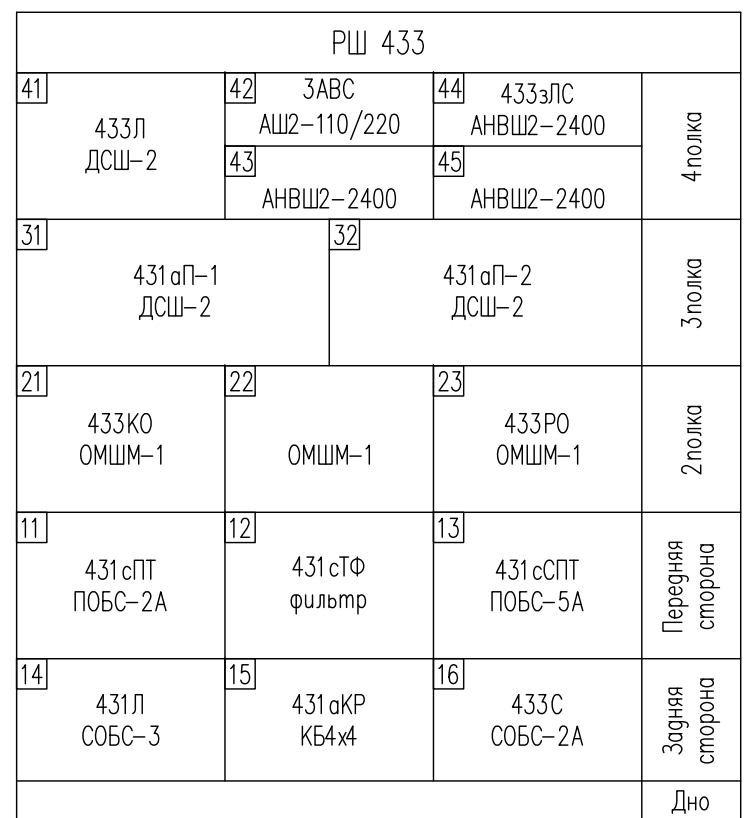 РШ 433
41
433Л
ДСШ-2
42
ЗАВС
АШ2-110/220
43
АНВШ2-2400
44
433зЛС
АНВШ2-2400
45
АНВШ2-2400
4полка
31
431аП-1
ДСШ-2
32
431аП-2
ДСШ-2
3полка
21
433КО
ОМШМ-1
22
ОМШМ-1
23
433РО
ОМШМ-1
2полка
11
431сПТ
ПОБС-2А
12
431сТФ
фильтр
13
431сСПТ
ПОБС-5А
Передняя
сторона
14
431Л
СОБС-3
15
431аКР
КБ4х4
16
433С
СОБС-2А
Задняя
сторона
Дно